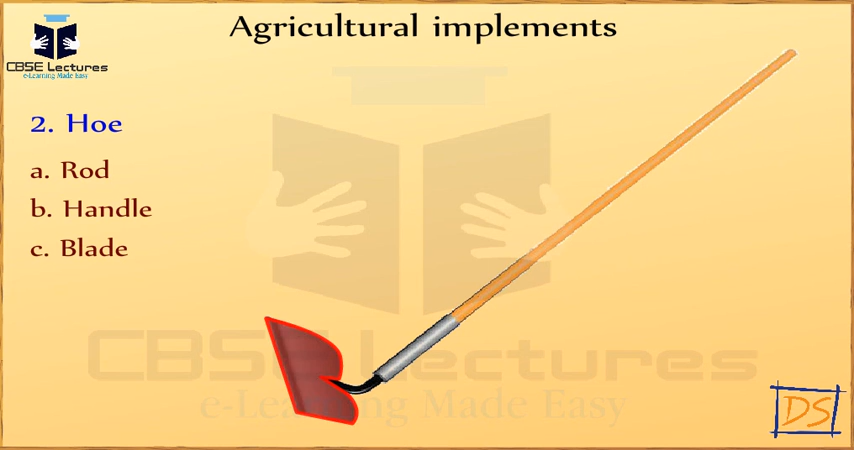 Agricultural implements
CBSE Lectures
e-Learning Made Easy
2. Hoe
a. Rod
b. Handle
c. Blade
CBSE Lectures
e-Learning Made Easy
DS